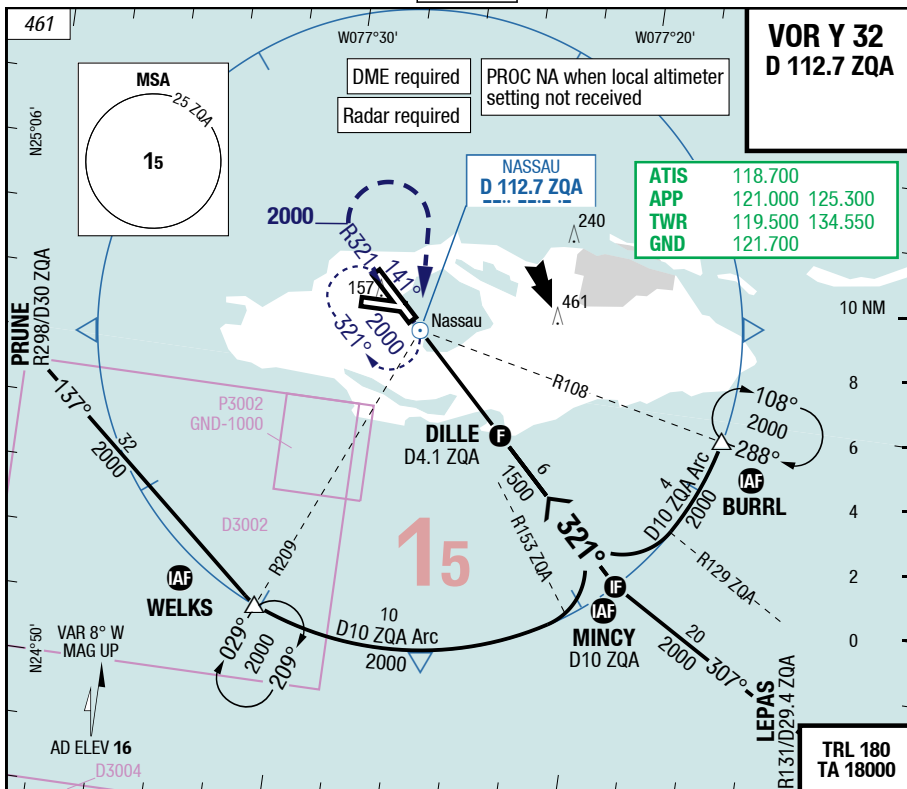 461
W077°30'
W077°20'
VOR Y 32
D 112.7 ZQA
MSA
25 ZQA
15
DME required
Radar required
PROC NA when local altimeter
setting not received
N25°06'
NASSAU
D 112.7 ZQA
ATIS 118.700
APP 121.000 125.300
TWR 119.500 134.550
GND 121.700
2000
R321
141°
240
157
461
2000
321°
Nassau
10 NM
PRUNE
R298/D30 ZQA
R108
8
137°
32
2000
P3002
GND-1000
108°
2000
288°
DILLE
D4.1 ZQA
F
6
1500
6
IAF
BURRL
4
D10 ZQA Arc
2000
D3002
R209
15
R153 ZQA
321°
R129 ZQA
4
IAF
WELKS
IF
IAF
MINCY
D10 ZQA
2
10
D10 ZQA Arc
2000
029°
2000
209°
20
2000
307°
0
N24°50'
VAR 8° W
MAG UP
AD ELEV 16
D3004
LEPAS
R131/D29.4 ZQA
TRL 180
TA 18000